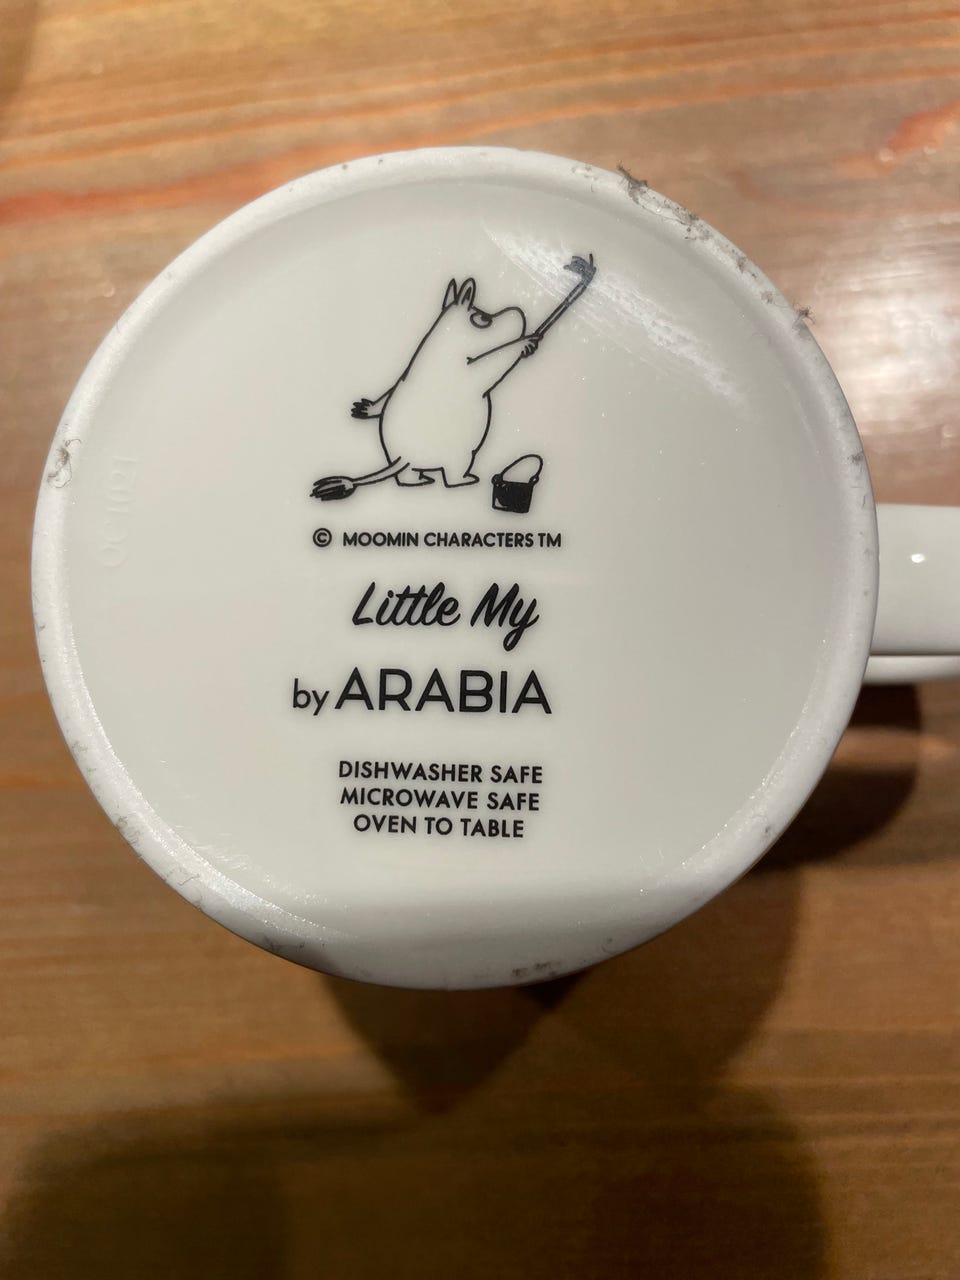 © MOOMIN CHARACTERS TM
Little My
by ARABIA
DISHWASHER SAFE
MICROWAVE SAFE
OVEN TO TABLE